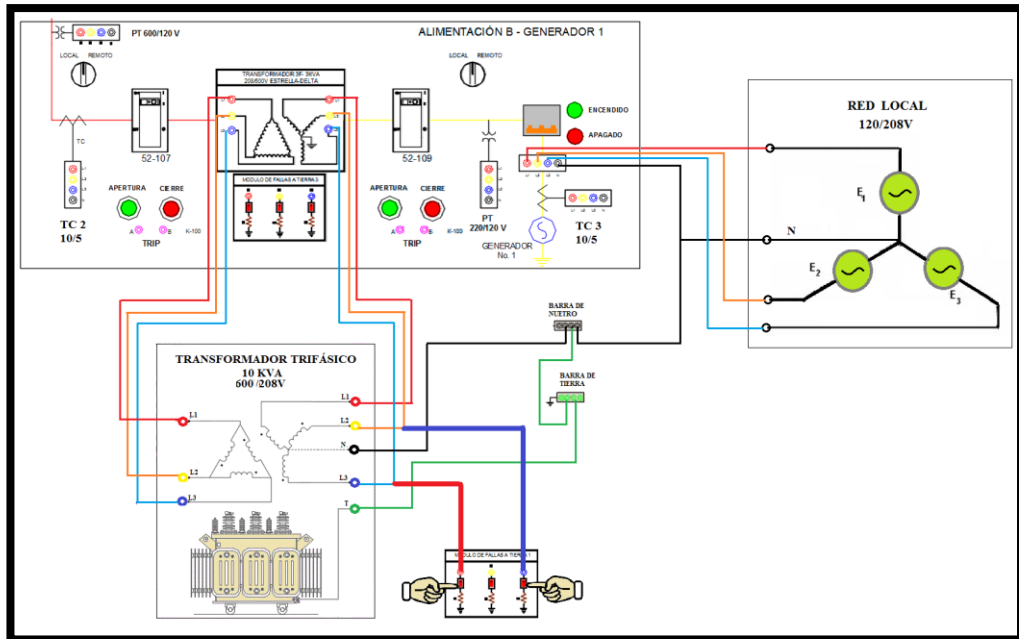 PT 600/120 V
ALIMENTACIÓN B - GENERADOR 1
LOCAL REMOTO
LOCAL REMOTO
TRANSFORMADOR 3F- 3KVA
208/600V ESTRELLA-DELTA
ENCENDIDO
APAGADO
TC
52-107
52-109
MODULO DE FALLAS A TIERRA 3
APERTURA CIERRE
APERTURA CIERRE
TC 2
10/5
A B K-100
TRIP
A B K-100
TRIP
PT
220/120 V
TC 3
10/5
GENERADOR
No. 1
RED LOCAL
120/208V
E1
N
E2
E3
BARRA DE
NUETRO
BARRA DE
TIERRA
TRANSFORMADOR TRIFÁSICO
10 KVA
600 /208V
L1
L1
L2
N
L2
L3
L3
T
MODULO DE FALLAS A TIERRA 1